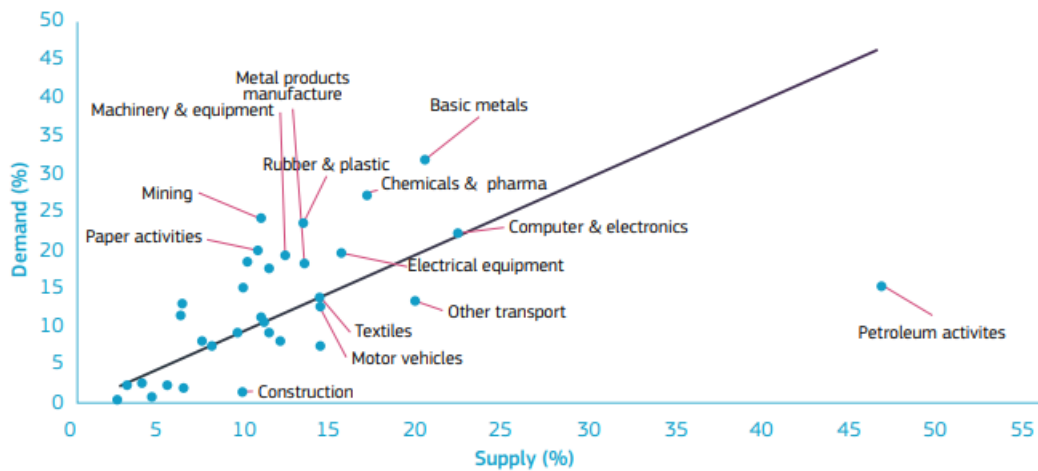 50
45
40
35
30
25
20
15
10
5
0
Demand (%)
Metal products
manufacture
Machinery & equipment
Basic metals
Rubber & plastic
Chemicals & pharma
Mining
Paper activities
Computer & electronics
Electrical equipment
Other transport
Petroleum activites
Textiles
Motor vehicles
Construction
0 5 10 15 20 25 30 35 40 45 50 55
Supply (%)